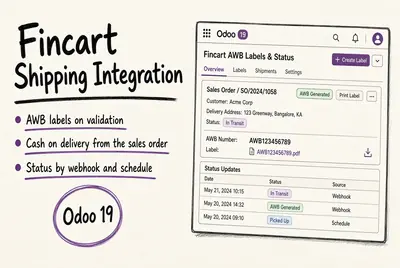 Fincart
Shipping Integration
AWB labels on validation
Cash on delivery from the sales order
Status by webhook and schedule
Odoo 19
Odoo 19
Fincart AWB Labels & Status
+ Create Label
Overview Labels Shipments Settings
Sales Order / SO/2024/1058
AWB Generated
Print Label
Customer: Acme Corp
Delivery Address: 123 Greenway, Bangalore, KA
Status: In Transit
AWB Number: AWB123456789
Label: AWB123456789.pdf
Status Updates
Date Status Source
May 21, 2024 10:15 In Transit Webhook
May 20, 2024 14:32 AWB Generated Webhook
May 20, 2024 09:10 Picked Up Schedule